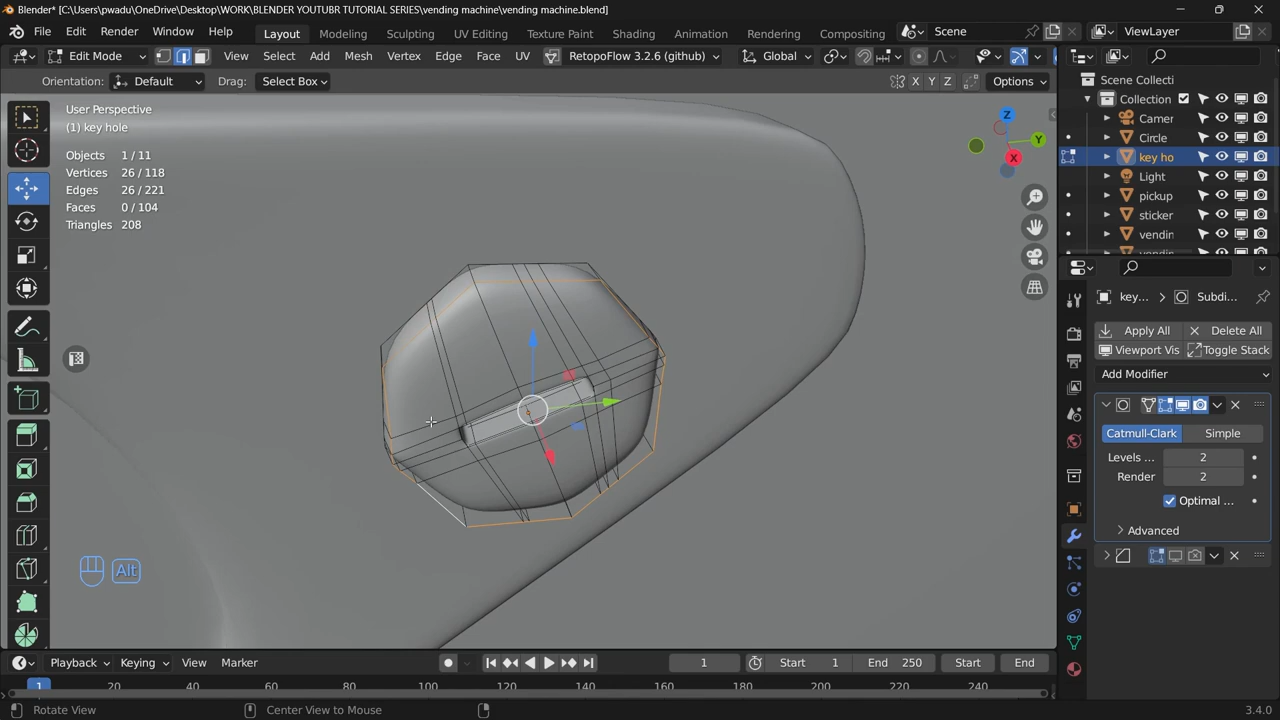 Blender* [C:\Users\pwadu\OneDrive\Desktop\WORK\BLENDER YOUTUBR TUTORIAL SERIES\vending machine\vending machine.blend]
File Edit Render Window Help Layout Modeling Sculpting UV Editing Texture Paint Shading Animation Rendering Compositing Scene ViewLayer
Edit Mode View Select Add Mesh Vertex Edge Face UV RetopoFlow 3.2.6 (github) Global
Orientation: Default Drag: Select Box X Y Z Options
User Perspective
(1) key hole
Objects 1 / 11
Vertices 26 / 118
Edges 26 / 221
Faces 0 / 104
Triangles 208
Z
Y
X
Scene Collecti
Collection
Camer
Circle
key ho
Light
pickup
sticker
vendin
key... > Subdi...
Apply All Delete All
Viewport Vis Toggle Stack
Add Modifier
Catmull-Clark Simple
Levels ... 2
Render 2
Optimal ...
Advanced
Alt
Playback Keying View Marker 1 Start 1 End 250 Start End
1 20 40 60 80 100 120 140 160 180 200 220 240
Rotate View Center View to Mouse 3.4.0